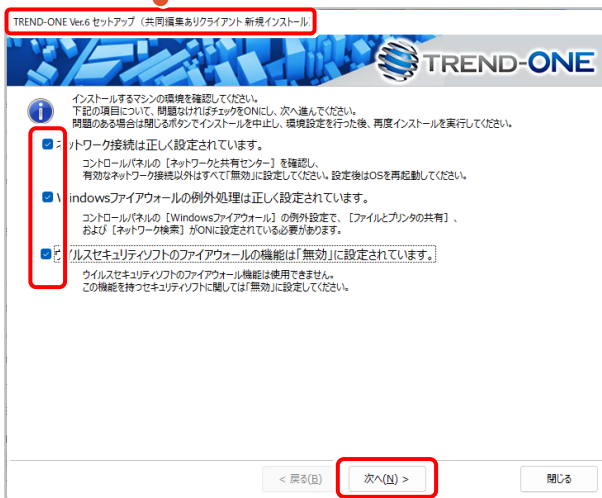 TREND-ONE Ver.6 セットアップ（共同編集ありクライアント 新規インストール
TREND-ONE
インストールするマシンの環境を確認してください。
下記の項目について、問題なければチェックをONにし、次へ進んでください。
問題のある場合は閉じるボタンでインストールを中止し、環境設定を行った後、再度インストールを実行してください。
ネットワーク接続は正しく設定されています。
コントロールパネルの［ネットワークと共有センター］を確認し、
有効なネットワーク接続以外はすべて「無効」に設定してください。設定後はOSを再起動してください。
Windowsファイアウォールの例外処理は正しく設定されています。
コントロールパネルの［Windowsファイアウォール］の例外設定で、［ファイルとプリンタの共有］、
および［ネットワーク検索］がONに設定されている必要があります。
ウイルスセキュリティソフトのファイアウォールの機能は「無効」に設定されています。
ウイルスセキュリティソフトのファイアウォール機能は使用できません。
この機能を持つセキュリティソフトに関しては「無効」に設定してください。
< 戻る(B)
次へ(N) >
閉じる